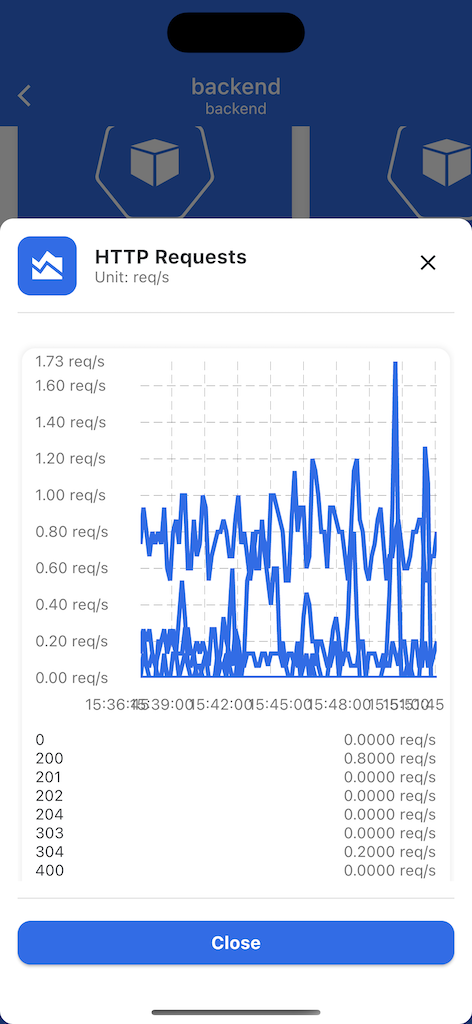 backend
backend
HTTP Requests
Unit: req/s
1.73 req/s
1.60 req/s
1.40 req/s
1.20 req/s
1.00 req/s
0.80 req/s
0.60 req/s
0.40 req/s
0.20 req/s
0.00 req/s
15:36:45 15:39:00 15:42:00 15:45:00 15:48:00 15:51:00 15:51:45
0 0.0000 req/s
200 0.8000 req/s
201 0.0000 req/s
202 0.0000 req/s
204 0.0000 req/s
303 0.0000 req/s
304 0.2000 req/s
400 0.0000 req/s
Close